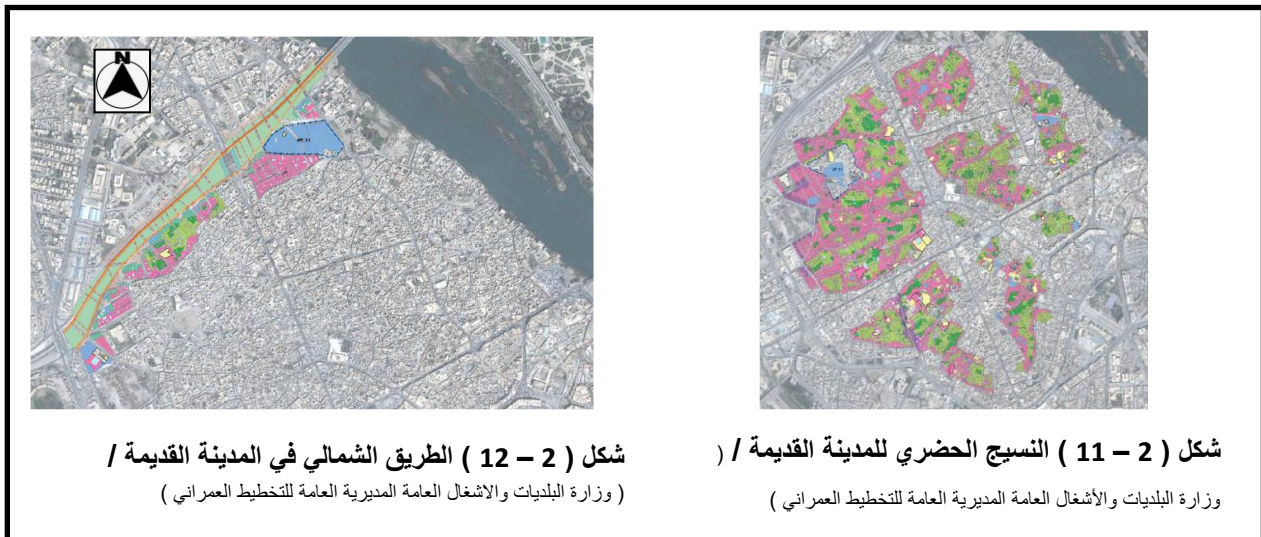 N
شكل ( 2 – 11 ) النسيج الحضري للمدينة القديمة / (
وزارة البلديات والأشغال العامة المديرية العامة للتخطيط العمراني )
شكل ( 2 – 12 ) الطريق الشمالي في المدينة القديمة /
( وزارة البلديات والاشغال العامة المديرية العامة للتخطيط العمراني )